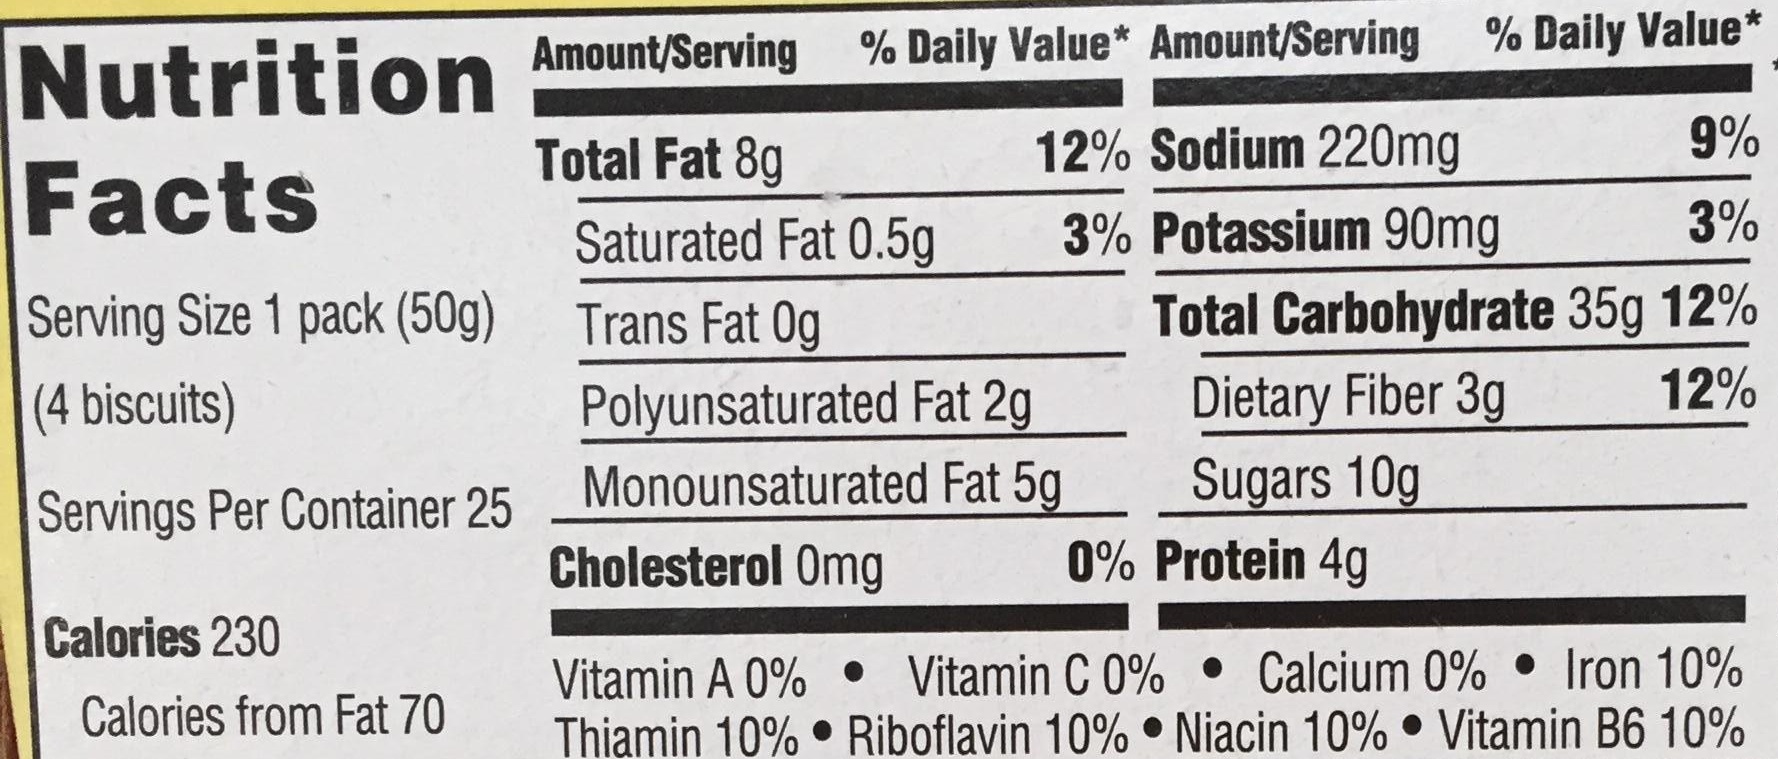 Nutrition
Facts
Serving Size 1 pack (50g)
(4 biscuits)
Servings Per Container 25
Calories 230
Calories from Fat 70
Amount/Serving % Daily Value*
Total Fat 8g 12%
Saturated Fat 0.5g 3%
Trans Fat 0g
Polyunsaturated Fat 2g
Monounsaturated Fat 5g
Cholesterol 0mg 0%
Amount/Serving % Daily Value*
Sodium 220mg 9%
Potassium 90mg 3%
Total Carbohydrate 35g 12%
Dietary Fiber 3g 12%
Sugars 10g
Protein 4g
Vitamin A 0% • Vitamin C 0% • Calcium 0% • Iron 10%
Thiamin 10% • Riboflavin 10% • Niacin 10% • Vitamin B6 10%